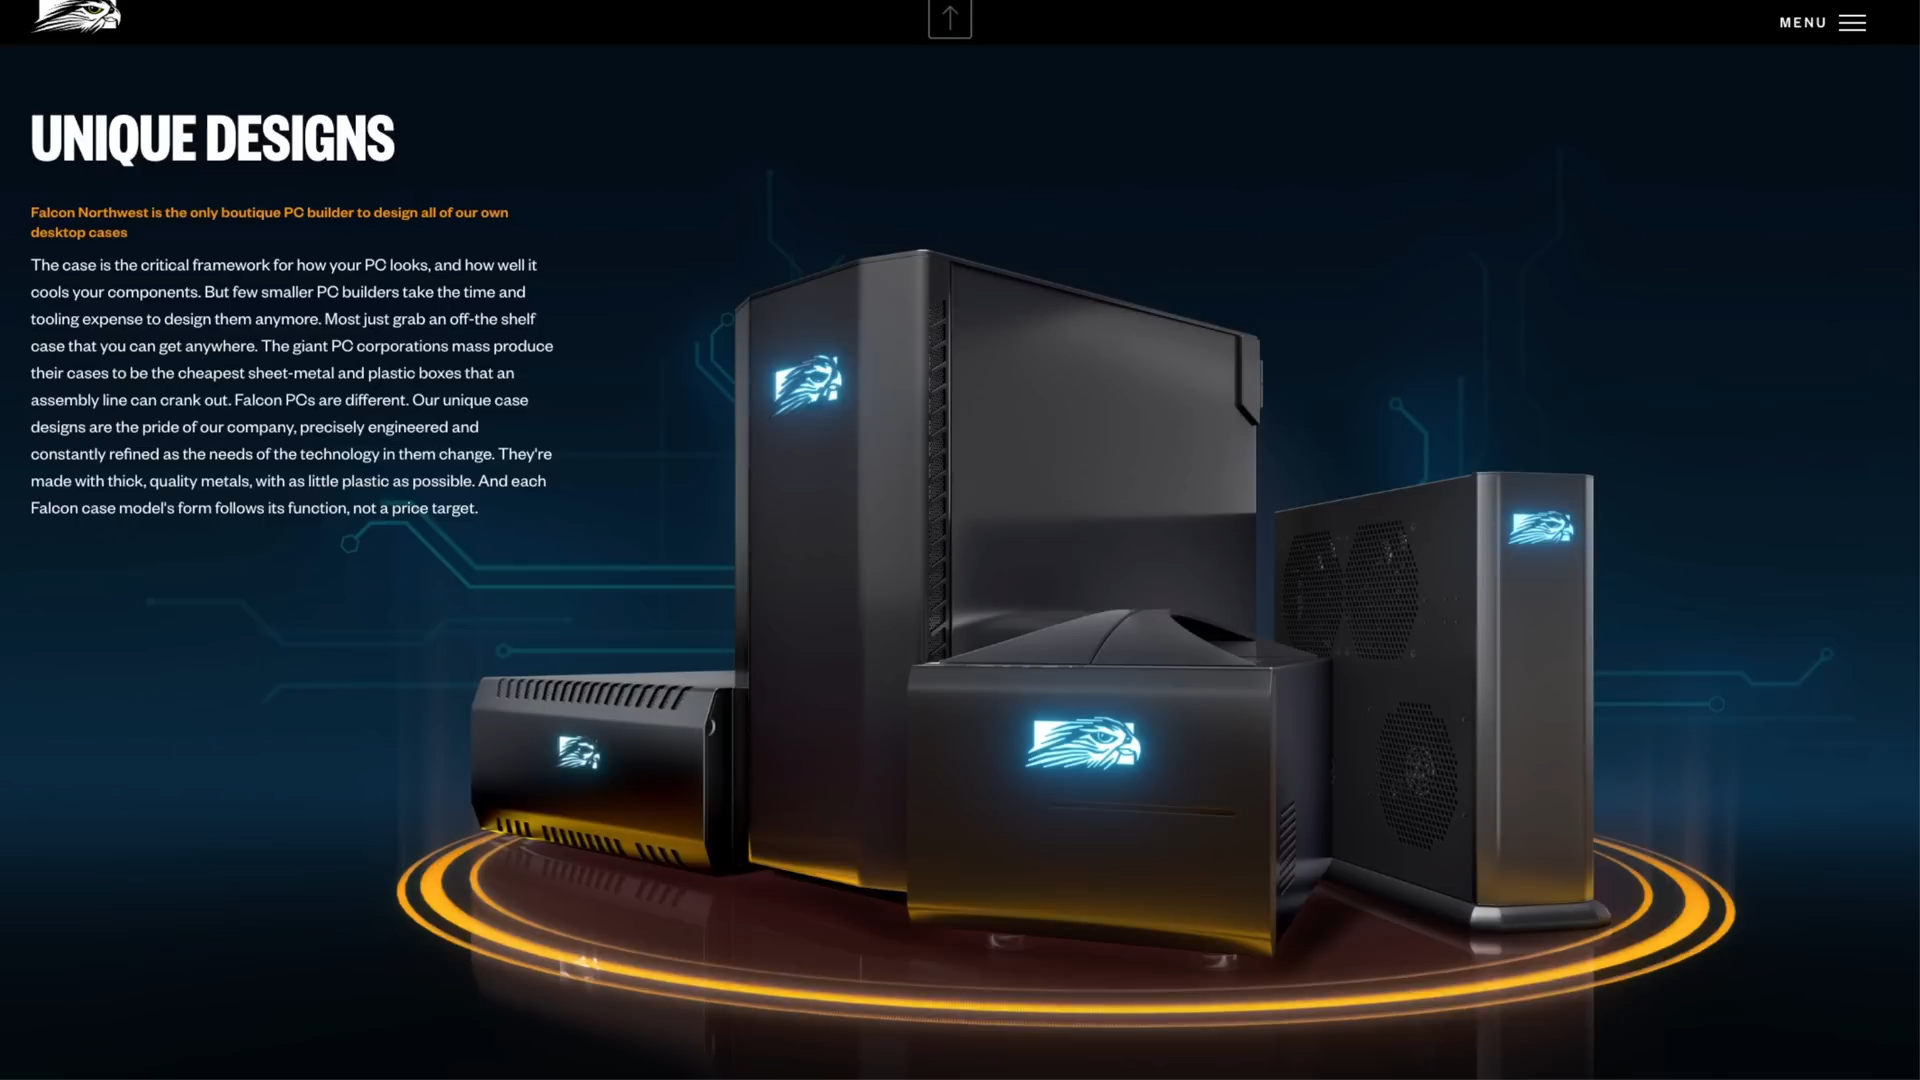 MENU
UNIQUE DESIGNS
Falcon Northwest is the only boutique PC builder to design all of our own
desktop cases
The case is the critical framework for how your PC looks, and how well it
cools your components. But few smaller PC builders take the time and
tooling expense to design them anymore. Most just grab an off-the shelf
case that you can get anywhere. The giant PC corporations mass produce
their cases to be the cheapest sheet-metal and plastic boxes that an
assembly line can crank out. Falcon PCs are different. Our unique case
designs are the pride of our company, precisely engineered and
constantly refined as the needs of the technology in them change. They're
made with thick, quality metals, with as little plastic as possible. And each
Falcon case model's form follows its function, not a price target.